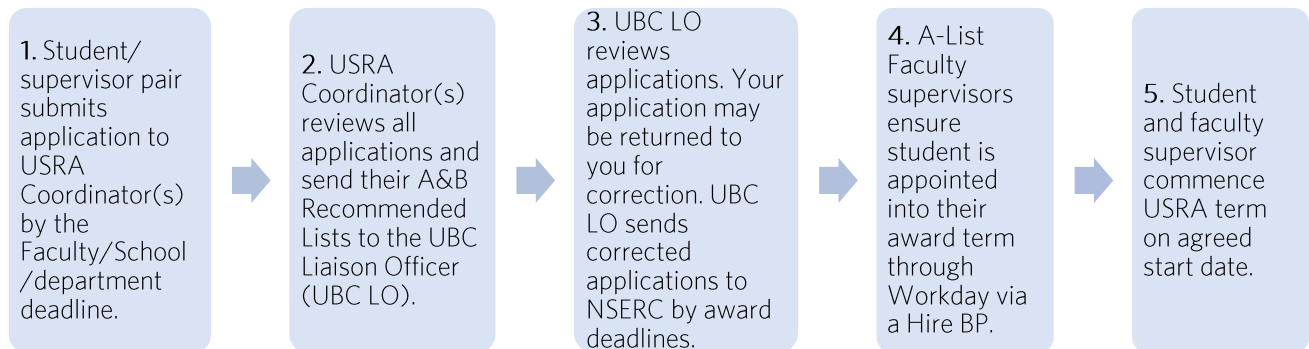 1. Student/
supervisor pair
submits
application to
USRA
Coordinator(s)
by the
Faculty/School
/department
deadline.
2. USRA
Coordinator(s)
reviews all
applications and
send their A&B
Recommended
Lists to the UBC
Liaison Officer
(UBC LO).
3. UBC LO
reviews
applications. Your
application may
be returned to
you for
correction. UBC
LO sends
corrected
applications to
NSERC by award
deadlines.
4. A-List
Faculty
supervisors
ensure
student is
appointed
into their
award term
through
Workday via
a Hire BP.
5. Student
and faculty
supervisor
commence
USRA term
on agreed
start date.